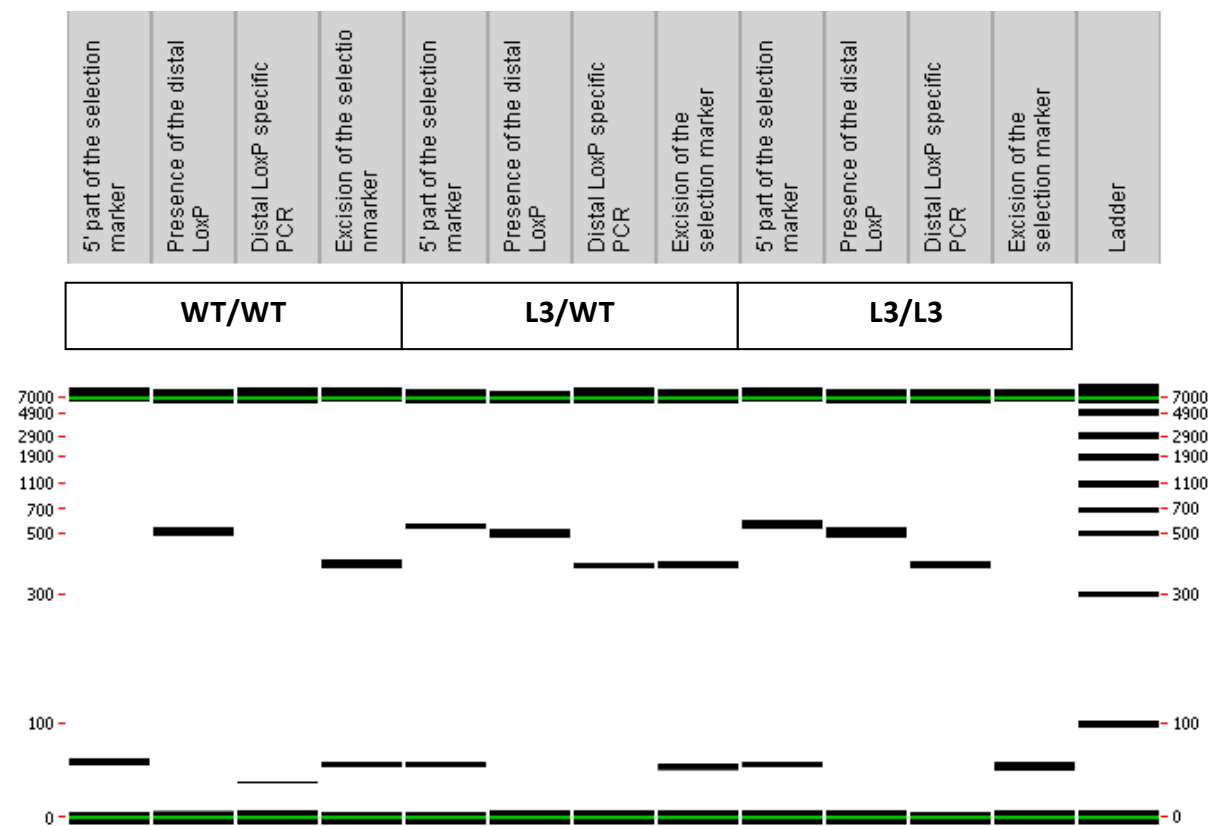 5' part of the selection
marker
Presence of the distal
LoxP
Distal LoxP specific
PCR
Excision of the selectio
nmarker
5' part of the selection
marker
Presence of the distal
LoxP
Distal LoxP specific
PCR
Excision of the
selection marker
5' part of the selection
marker
Presence of the distal
LoxP
Distal LoxP specific
PCR
Excision of the
selection marker
Ladder
WT/WT
L3/WT
L3/L3
7000
4900
2900
1900
1100
700
500
300
100
0
7000
4900
2900
1900
1100
700
500
300
100
0